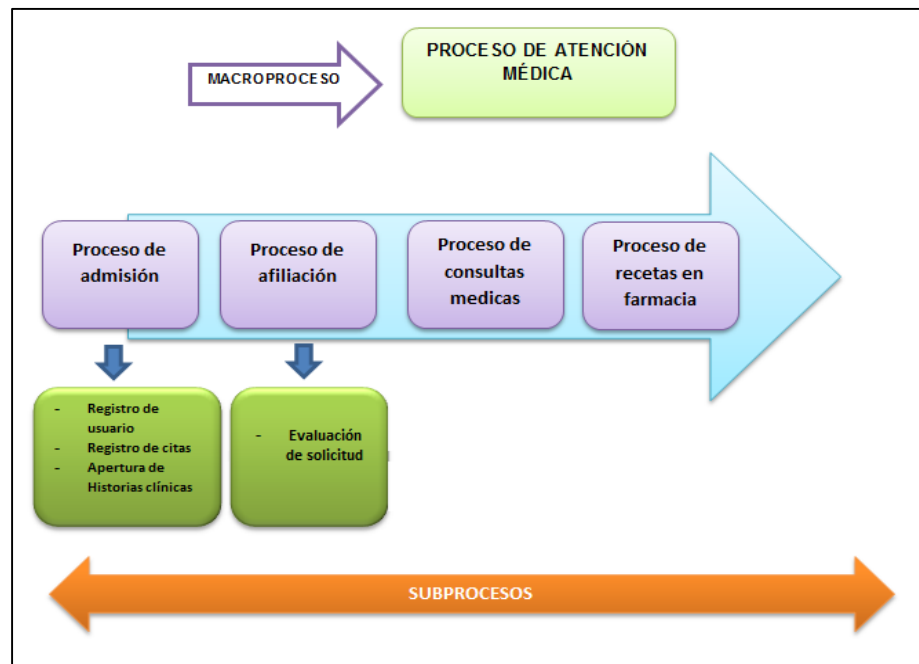 MACROPROCESO
PROCESO DE ATENCIÓN
MÉDICA
Proceso de
admisión
Proceso de
afiliación
Proceso de
consultas
medicas
Proceso de
recetas en
farmacia
- Registro de
usuario
- Registro de citas
- Apertura de
Historias clínicas
- Evaluación
de solicitud
SUBPROCESOS